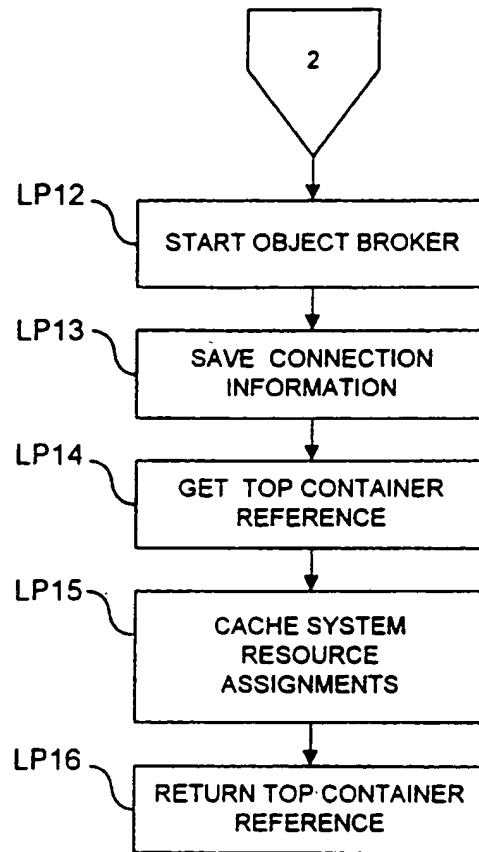 2
LP12
START OBJECT BROKER
LP13
SAVE CONNECTION
INFORMATION
LP14
GET TOP CONTAINER
REFERENCE
LP15
CACHE SYSTEM
RESOURCE
ASSIGNMENTS
LP16
RETURN TOP CONTAINER
REFERENCE